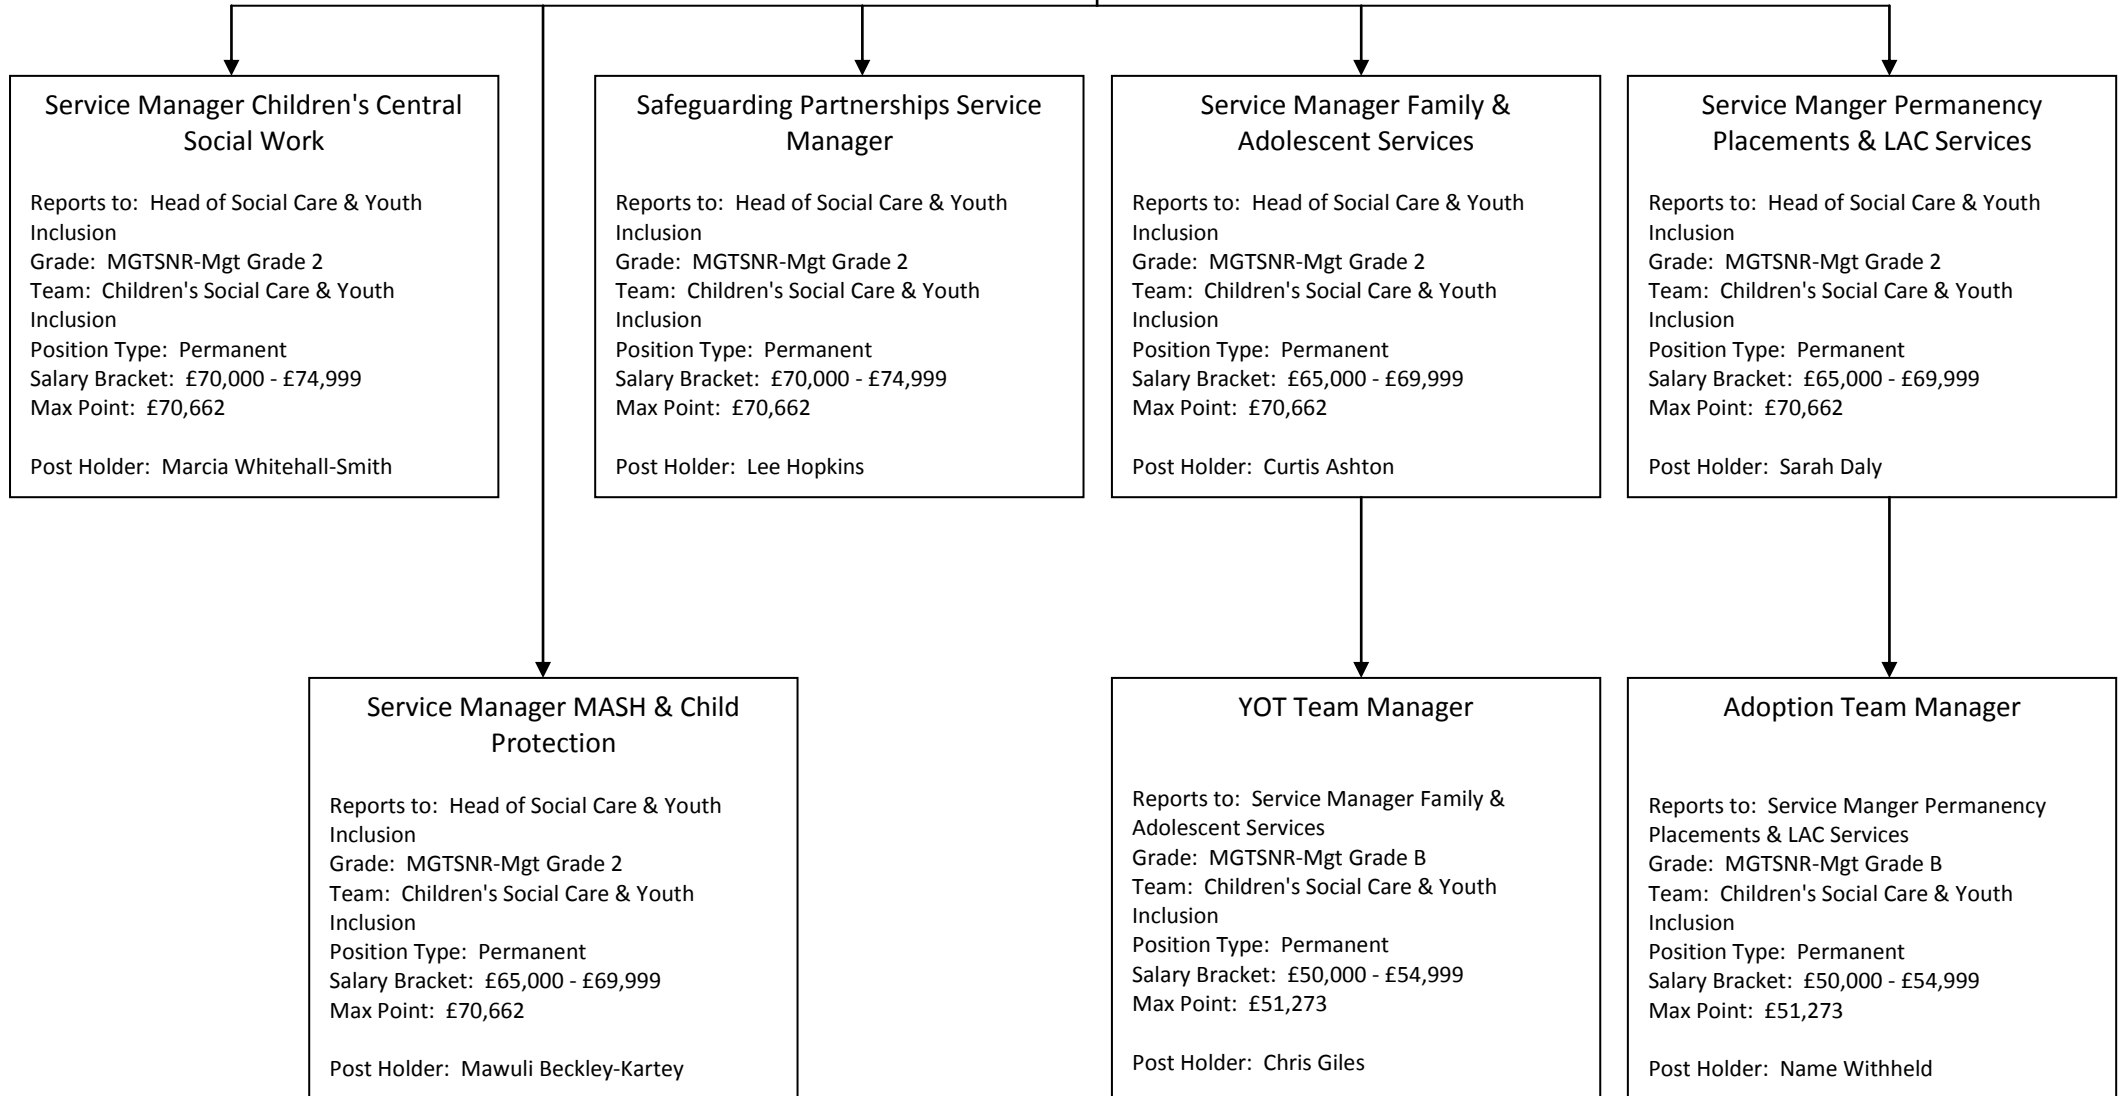 Service Manager Children's Central
Social Work
Reports to: Head of Social Care & Youth
Inclusion
Grade: MGTSNR-Mgt Grade 2
Team: Children's Social Care & Youth
Inclusion
Position Type: Permanent
Salary Bracket: £70,000 - £74,999
Max Point: £70,662
Post Holder: Marcia Whitehall-Smith
Safeguarding Partnerships Service
Manager
Reports to: Head of Social Care & Youth
Inclusion
Grade: MGTSNR-Mgt Grade 2
Team: Children's Social Care & Youth
Inclusion
Position Type: Permanent
Salary Bracket: £70,000 - £74,999
Max Point: £70,662
Post Holder: Lee Hopkins
Service Manager Family &
Adolescent Services
Reports to: Head of Social Care & Youth
Inclusion
Grade: MGTSNR-Mgt Grade 2
Team: Children's Social Care & Youth
Inclusion
Position Type: Permanent
Salary Bracket: £65,000 - £69,999
Max Point: £70,662
Post Holder: Curtis Ashton
Service Manger Permanency
Placements & LAC Services
Reports to: Head of Social Care & Youth
Inclusion
Grade: MGTSNR-Mgt Grade 2
Team: Children's Social Care & Youth
Inclusion
Position Type: Permanent
Salary Bracket: £65,000 - £69,999
Max Point: £70,662
Post Holder: Sarah Daly
Service Manager MASH & Child
Protection
Reports to: Head of Social Care & Youth
Inclusion
Grade: MGTSNR-Mgt Grade 2
Team: Children's Social Care & Youth
Inclusion
Position Type: Permanent
Salary Bracket: £65,000 - £69,999
Max Point: £70,662
Post Holder: Mawuli Beckley-Kartey
YOT Team Manager
Reports to: Service Manager Family &
Adolescent Services
Grade: MGTSNR-Mgt Grade B
Team: Children's Social Care & Youth
Inclusion
Position Type: Permanent
Salary Bracket: £50,000 - £54,999
Max Point: £51,273
Post Holder: Chris Giles
Adoption Team Manager
Reports to: Service Manger Permanency
Placements & LAC Services
Grade: MGTSNR-Mgt Grade B
Team: Children's Social Care & Youth
Inclusion
Position Type: Permanent
Salary Bracket: £50,000 - £54,999
Max Point: £51,273
Post Holder: Name Withheld